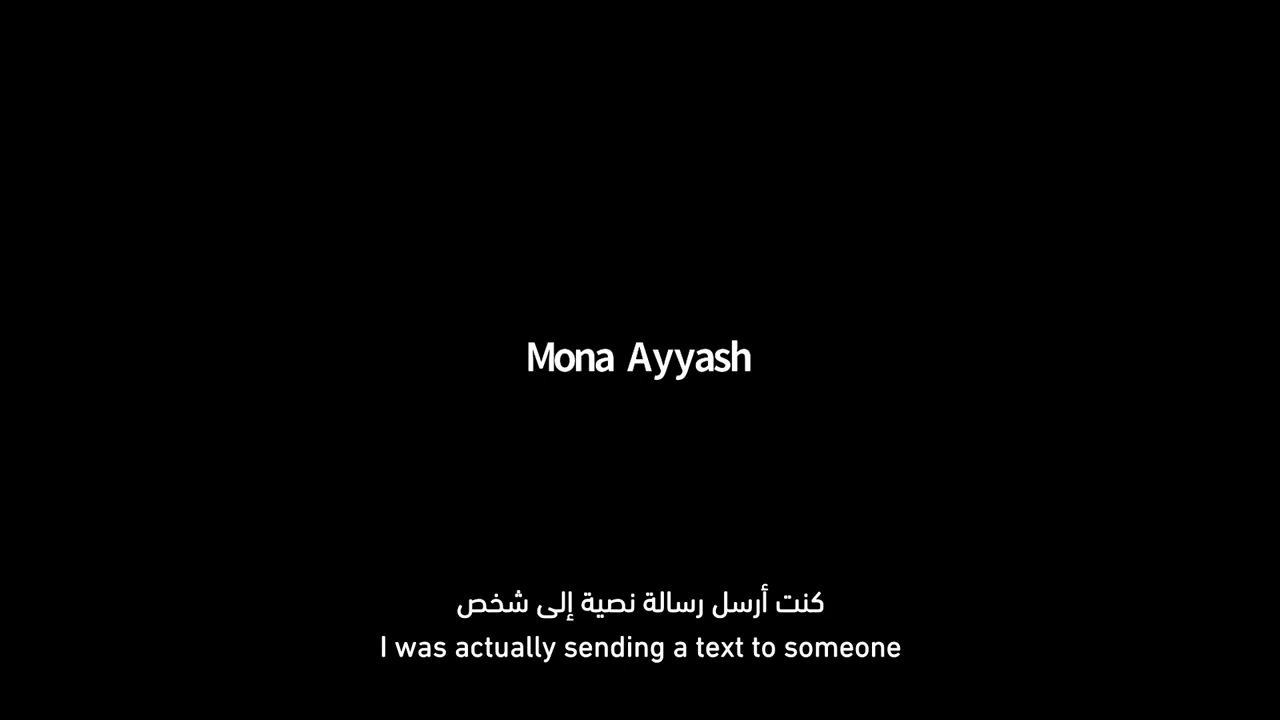 Mona Ayyash
كنت أرسل رسالة نصية إلى شخص
I was actually sending a text to someone